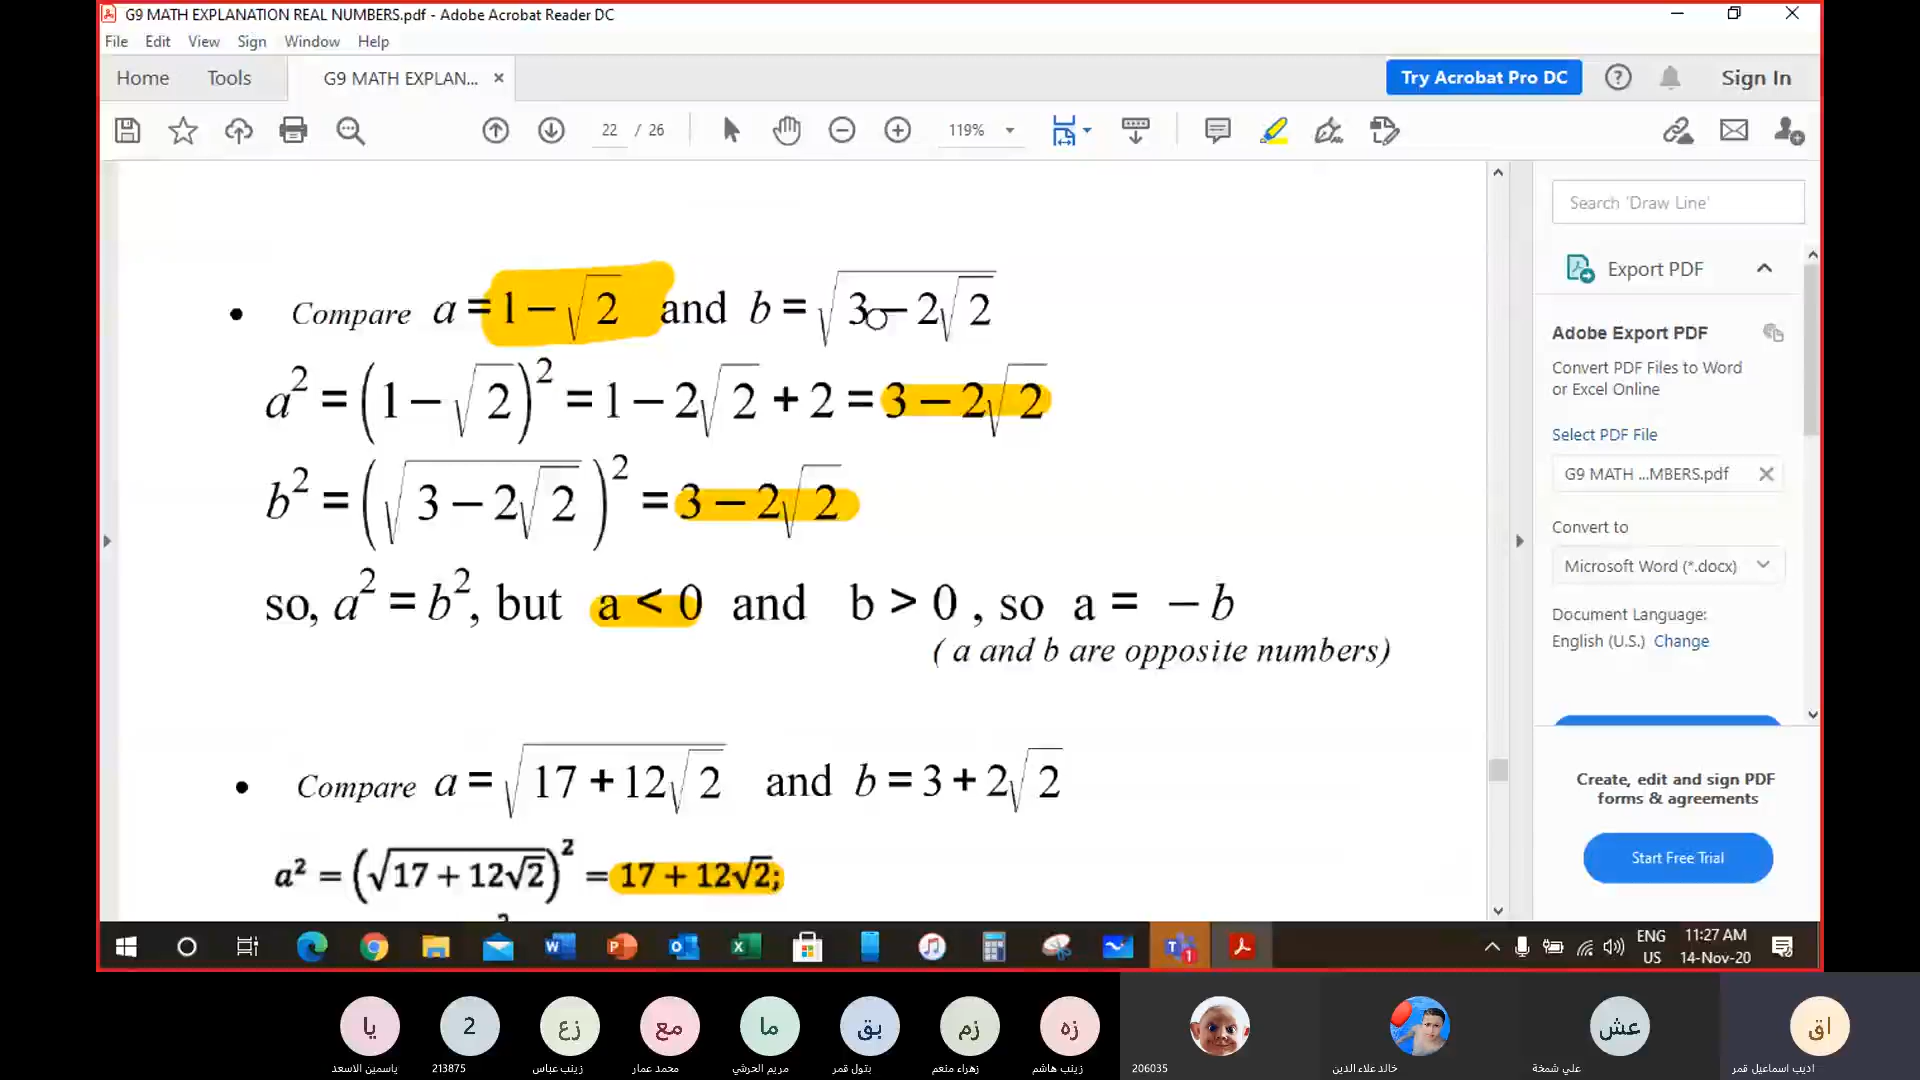 G9 MATH EXPLANATION REAL NUMBERS.pdf - Adobe Acrobat Reader DC
File Edit View Sign Window Help
Home Tools G9 MATH EXPLAN... × Try Acrobat Pro DC Sign In
22 / 26 119%
• Compare a = 1 − √2 and b = √(3 − 2√2)
a² = (1 − √2)² = 1 − 2√2 + 2 = 3 − 2√2
b² = (√(3 − 2√2))² = 3 − 2√2
so, a² = b², but a < 0 and b > 0 , so a = − b
( a and b are opposite numbers)
• Compare a = √(17 + 12√2) and b = 3 + 2√2
a² = (√(17 + 12√2))² = 17 + 12√2;
2
Search 'Draw Line'
Export PDF
Adobe Export PDF
Convert PDF Files to Word
or Excel Online
Select PDF File
G9 MATH ...MBERS.pdf
Convert to
Microsoft Word (*.docx)
Document Language:
English (U.S.) Change
Create, edit and sign PDF
forms & agreements
Start Free Trial
ENG 11:27 AM
US 14-Nov-20
يا 2 زع مع ما بق زم زه عش اق
ياسمين الاسعد 213875 زينب عباس محمد عمار مريم الحرشي بتول قمر زهراء منعم زينب هاشم 206035 خالد علاء الدين علي شمخة اديب اسماعيل قمر